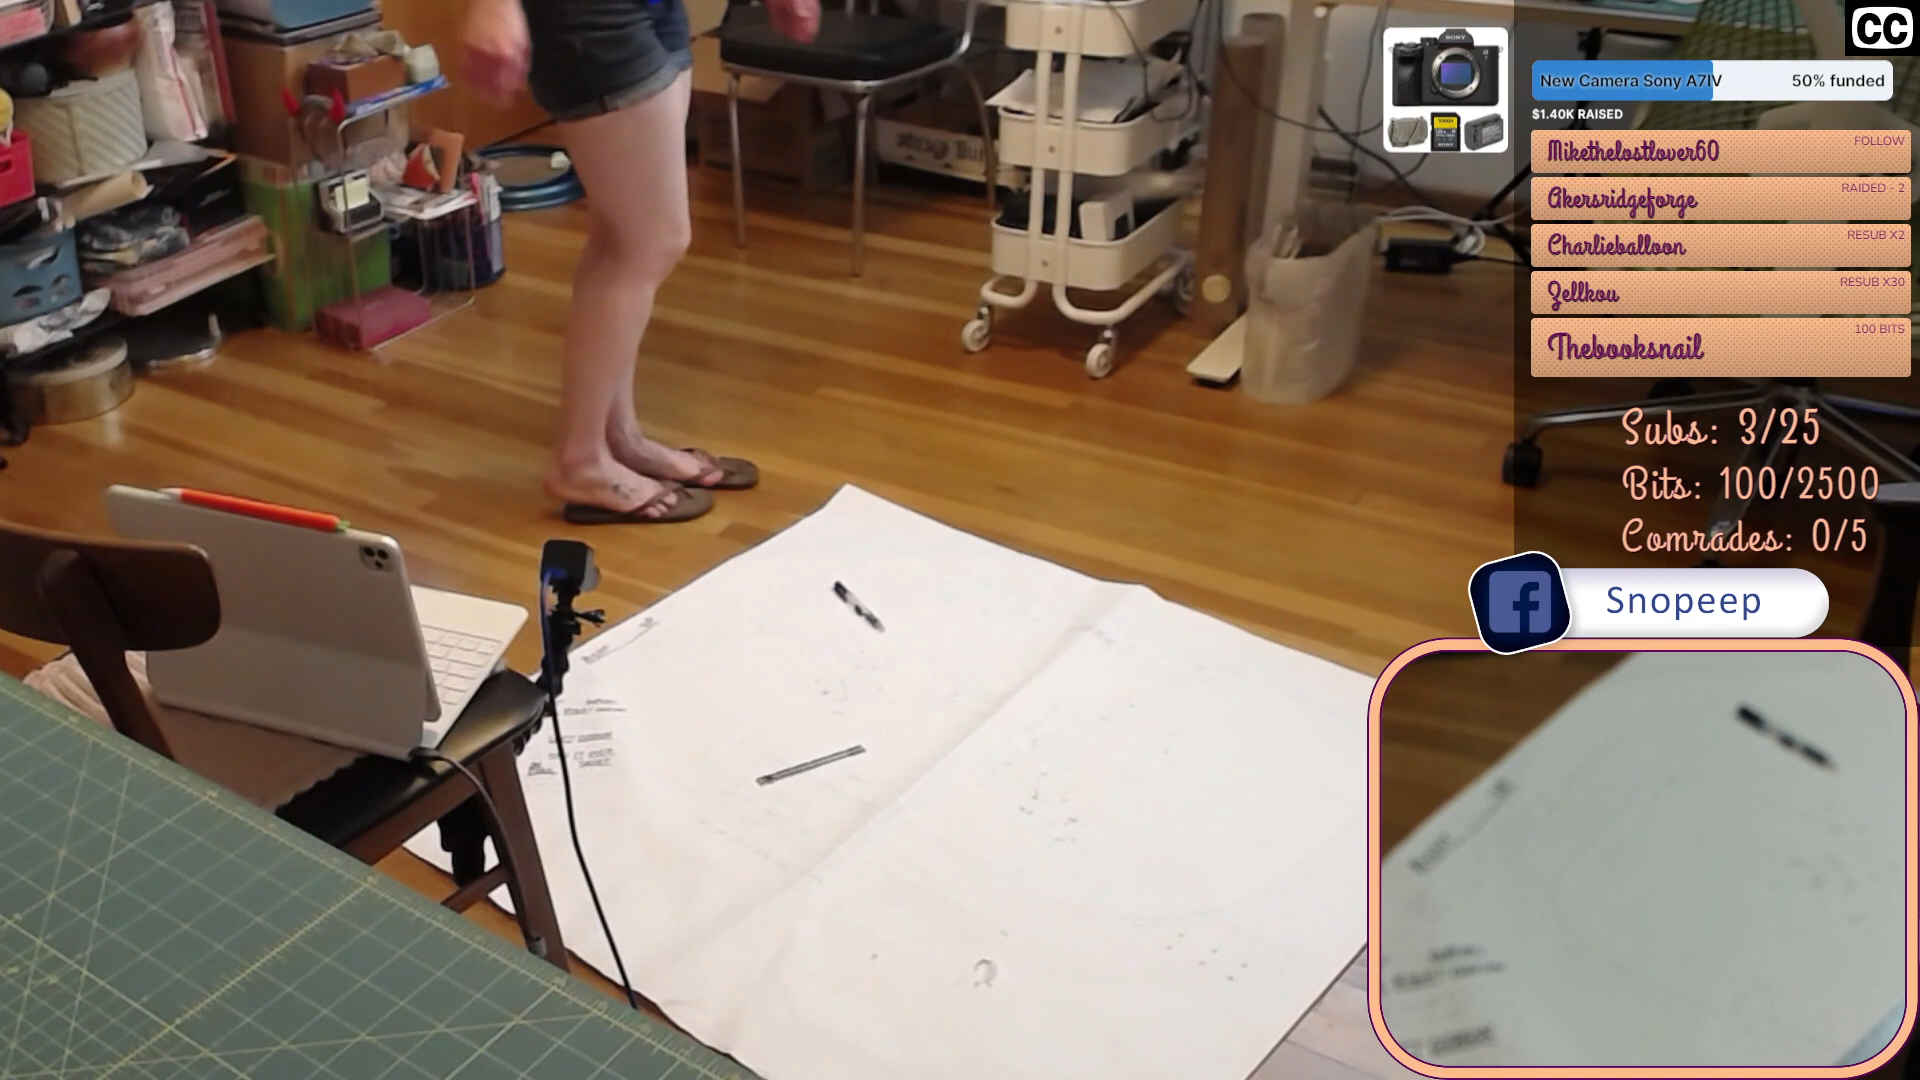 CC
SONY
New Camera Sony A7IV
50% funded
$1.40K RAISED
Mikethelostlover60
FOLLOW
Akersridgeforge
RAIDED - 2
Charlieballoon
RESUB X2
Zellkou
RESUB X30
Thebooksnail
100 BITS
Subs: 3/25
Bits: 100/2500
Comrades: 0/5
Snopeep